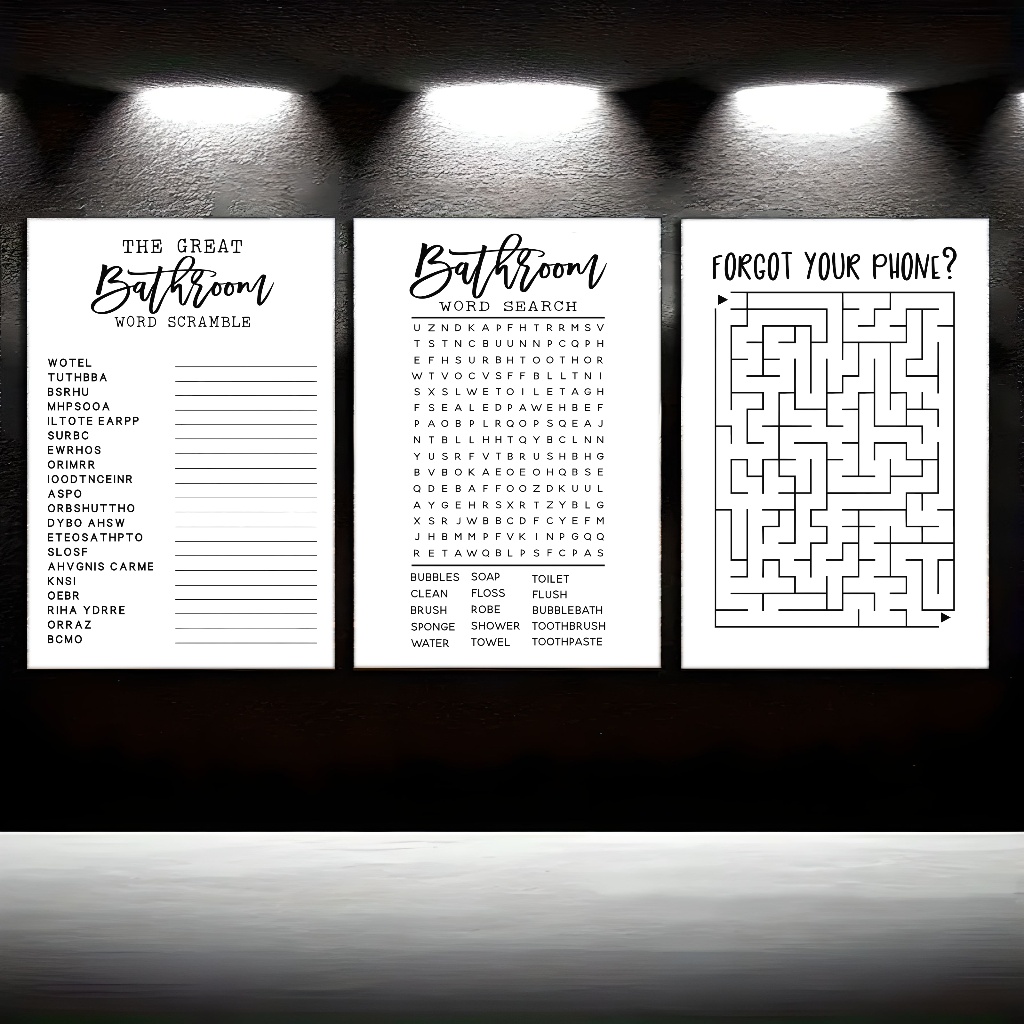 THE GREAT
Bathroom
WORD SCRAMBLE
WOTEL
TUTHBBA
BSRHU
MHPSOOA
ILTOTE EARPP
SURBC
EWRHOS
ORIMRR
IOODTNCEINR
ASPO
ORBSHUTTHO
DYBO AHSW
ETEOSATHPTO
SLOSF
AHVGNIS CARME
KNSI
OEBR
RIHA YDRRE
ORRAZ
BCMO
Bathroom
WORD SEARCH
U Z N D K A P F H T R R M S V
T S T N C B U U N N P C Q P H
E F H S U R B H T O O T H O R
W T V O C V S F F B L L T N I
S X S L W E T O I L E T A G H
F S E A L E D P A W E H B E F
P A O B P L R Q O P S Q E A J
N T B L L H H T Q Y B C L N N
Y U S R F V T B R U S H B H G
B V B O K A E O E O H Q B S E
Q D E B A F F O O Z D K U U L
A Y G E H R S X R T Z Y B L G
X S R J W B B C D F C Y E F M
J H B M M P F V K I N P G Q Q
R E T A W Q B L P S F C P A S
BUBBLES SOAP TOILET
CLEAN FLOSS FLUSH
BRUSH ROBE BUBBLEBATH
SPONGE SHOWER TOOTHBRUSH
WATER TOWEL TOOTHPASTE
FORGOT YOUR PHONE?